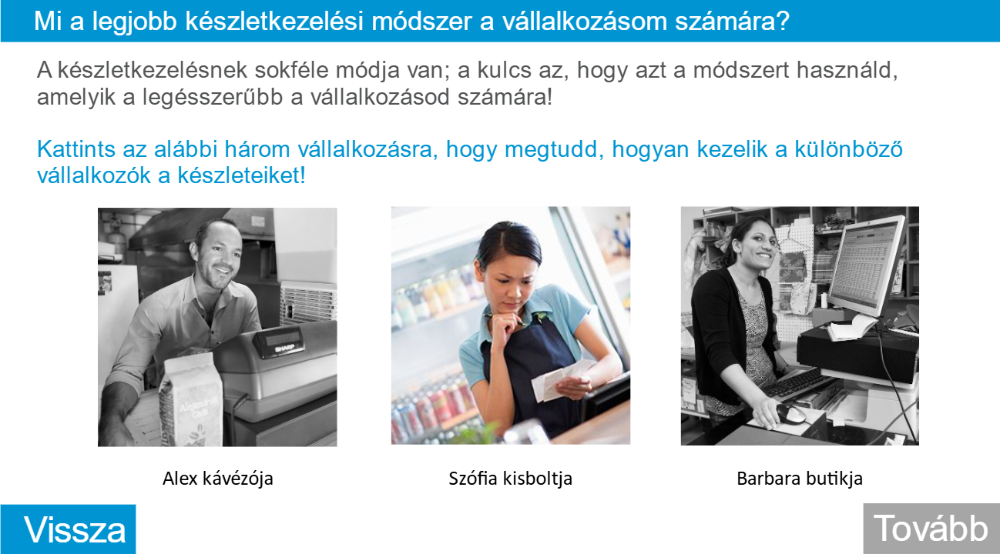 Mi a legjobb készletkezelési módszer a vállalkozásom számára?
A készletkezelésnek sokféle módja van; a kulcs az, hogy azt a módszert használd,
amelyik a legésszerűbb a vállalkozásod számára!
Kattints az alábbi három vállalkozásra, hogy megtudd, hogyan kezelik a különböző
vállalkozók a készleteiket!
SHARP
Alejandro's
Café
Alex kávézója
Szófia kisboltja
Barbara butikja
Vissza
Tovább